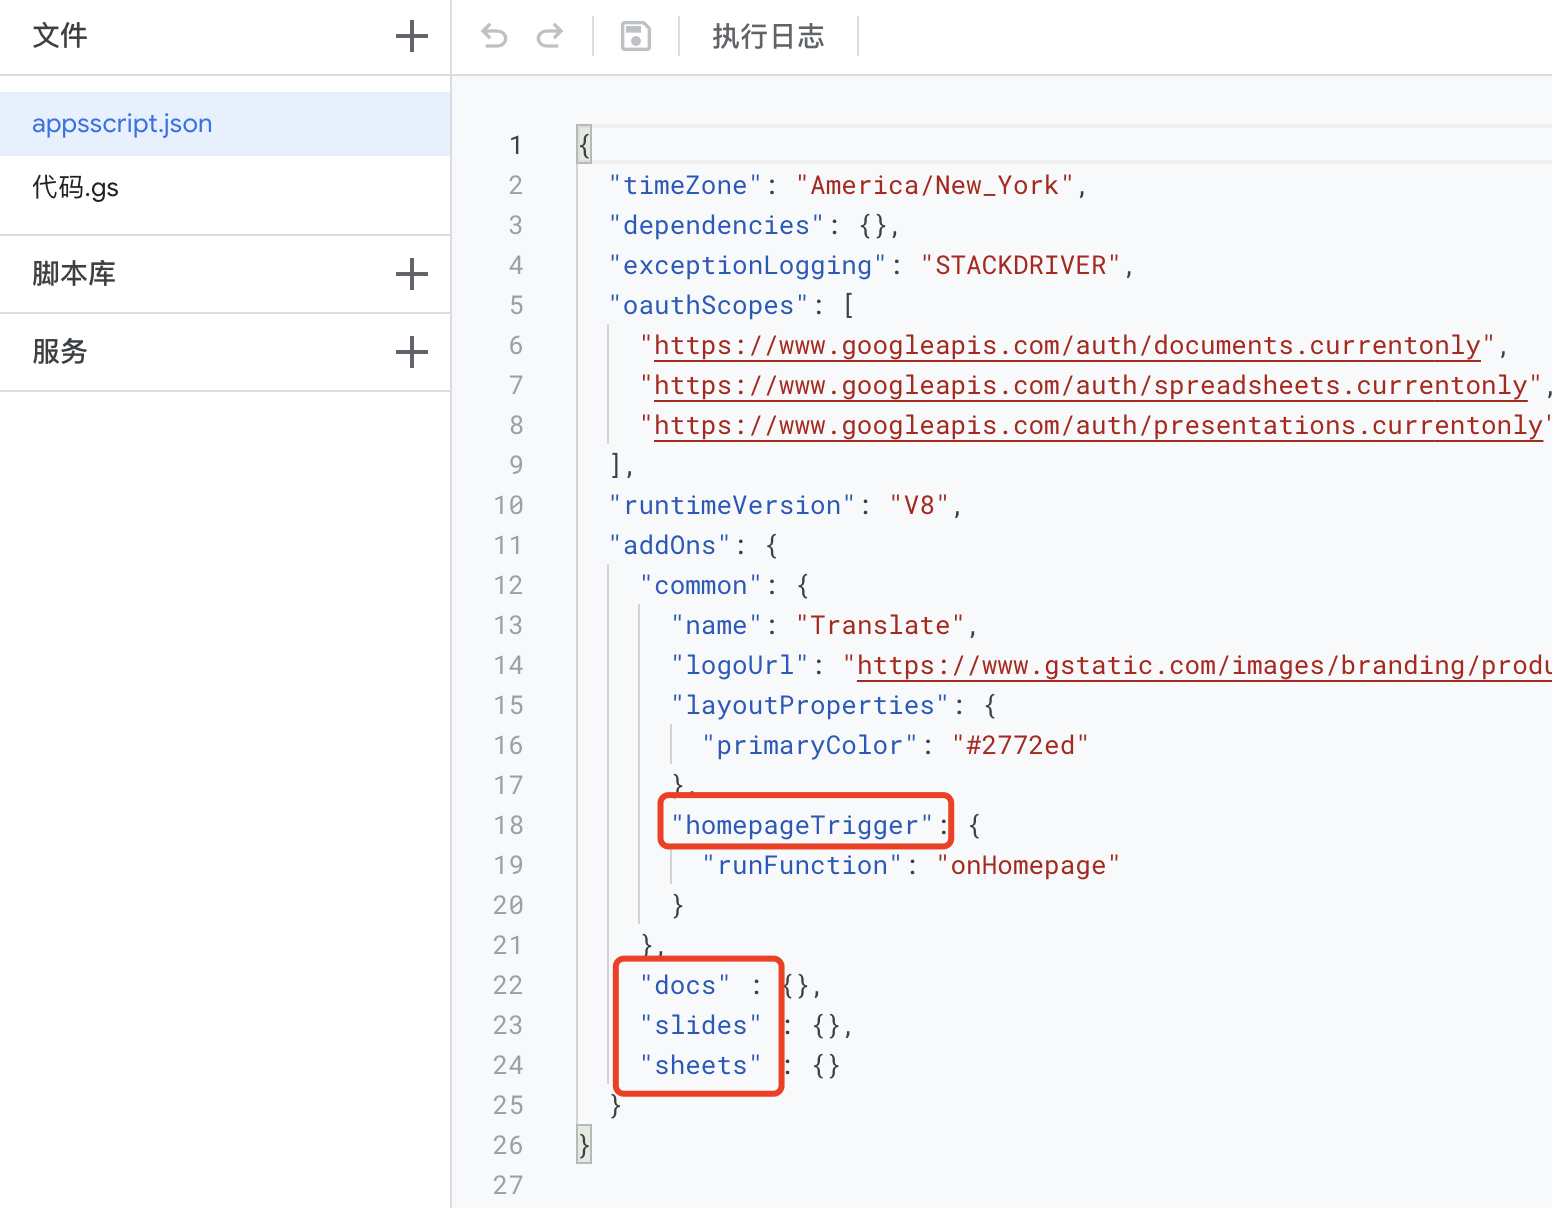 文件
appsscript.json
代码.gs
脚本库
服务
执行日志
1 {
2 "timeZone": "America/New_York",
3 "dependencies": {},
4 "exceptionLogging": "STACKDRIVER",
5 "oauthScopes": [
6 "https://www.googleapis.com/auth/documents.currentonly",
7 "https://www.googleapis.com/auth/spreadsheets.currentonly",
8 "https://www.googleapis.com/auth/presentations.currentonly"
9 ],
10 "runtimeVersion": "V8",
11 "addOns": {
12 "common": {
13 "name": "Translate",
14 "logoUrl": "https://www.gstatic.com/images/branding/produ
15 "layoutProperties": {
16 "primaryColor": "#2772ed"
17 },
18 "homepageTrigger": {
19 "runFunction": "onHomepage"
20 }
21 },
22 "docs" : {},
23 "slides" : {},
24 "sheets" : {}
25 }
26 }
27